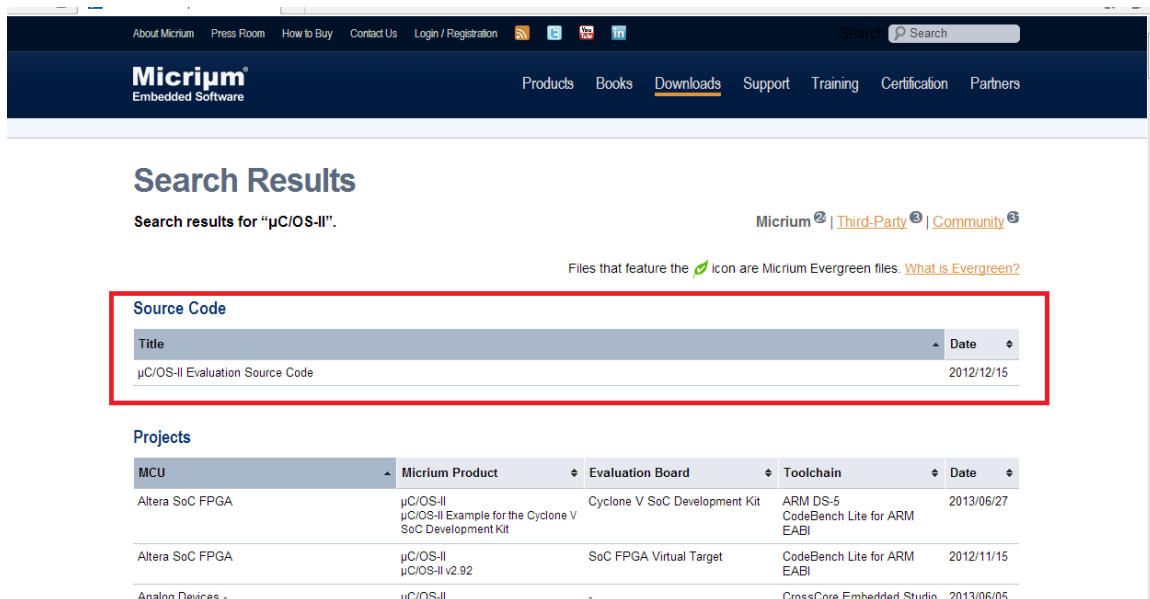 About Micrium Press Room How to Buy Contact Us Login / Registration Search Search
Micriµm®
Embedded Software
Products Books Downloads Support Training Certification Partners
Search Results
Search results for “µC/OS-II”.
Micrium | Third-Party 3 | Community
Files that feature the icon are Micrium Evergreen files. What is Evergreen?
Source Code
Title Date
µC/OS-II Evaluation Source Code 2012/12/15
Projects
MCU Micrium Product Evaluation Board Toolchain Date
Altera SoC FPGA µC/OS-II Cyclone V SoC Development Kit ARM DS-5 2013/06/27
µC/OS-II Example for the Cyclone V CodeBench Lite for ARM
SoC Development Kit EABI
Altera SoC FPGA µC/OS-II SoC FPGA Virtual Target CodeBench Lite for ARM 2012/11/15
µC/OS-II v2.92 EABI
Analog Devices - µC/OS-II - CrossCore Embedded Studio 2013/06/05